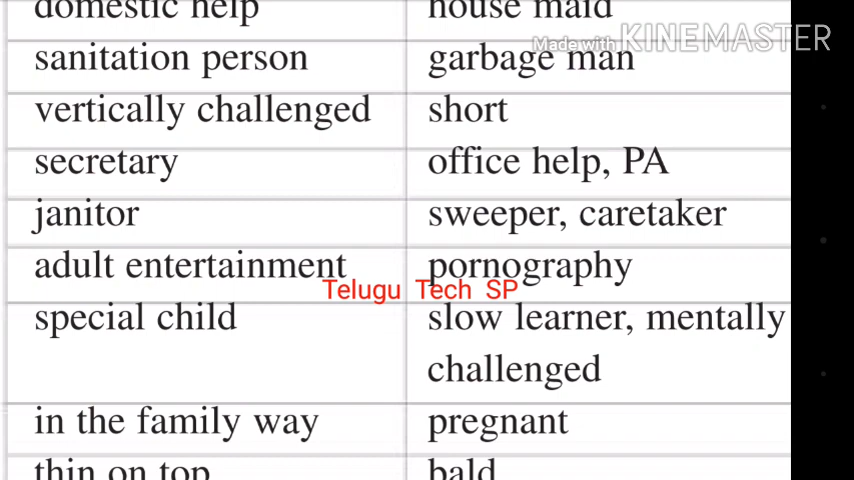 domestic help house maid
Made with KINEMASTER
sanitation person garbage man
vertically challenged short
secretary office help, PA
janitor sweeper, caretaker
adult entertainment pornography
Telugu Tech SP
special child slow learner, mentally
challenged
in the family way pregnant
thin on top bald